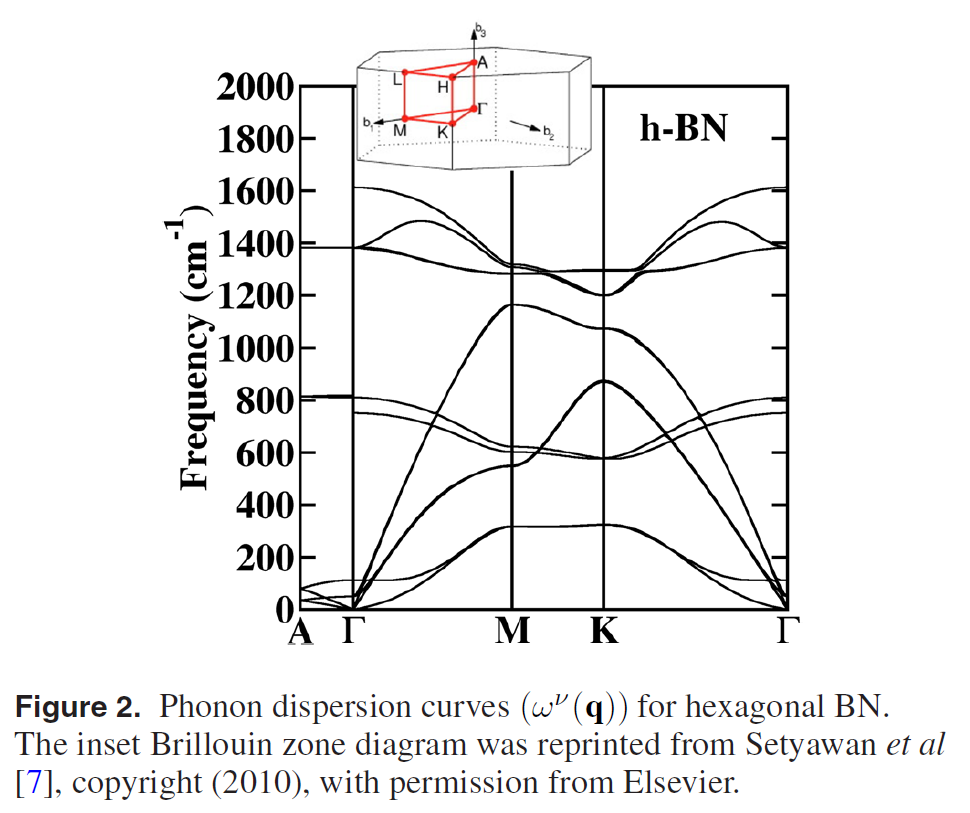 b₃
A
L
H
Γ
b₁
M
K
b₂
h-BN
2000
1800
1600
1400
1200
1000
800
600
400
200
0
Frequency (cm⁻¹)
A Γ M K Γ
Figure 2. Phonon dispersion curves (ωᵛ(𝐪)) for hexagonal BN.
The inset Brillouin zone diagram was reprinted from Setyawan et al
[7], copyright (2010), with permission from Elsevier.